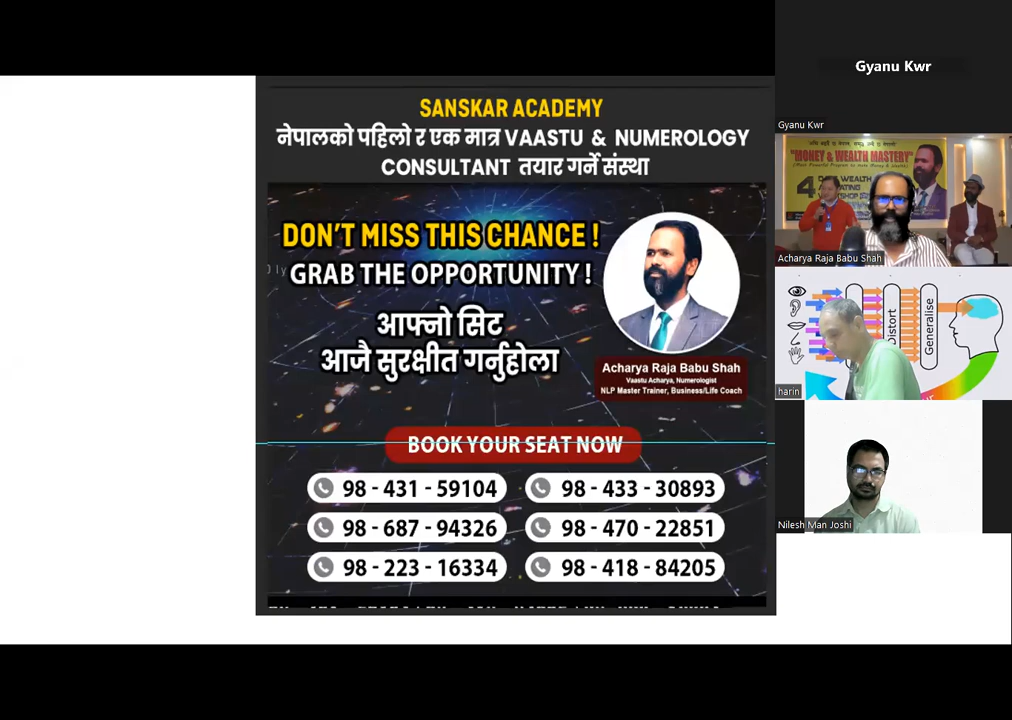 SANSKAR ACADEMY
नेपालको पहिलो र एक मात्र VAASTU & NUMEROLOGY
CONSULTANT तयार गर्ने संस्था
DON'T MISS THIS CHANCE !
GRAB THE OPPORTUNITY !
आफ्नो सिट
आजै सुरक्षीत गर्नुहोला
Acharya Raja Babu Shah
Vaastu Acharya, Numerologist
NLP Master Trainer, Business/Life Coach
BOOK YOUR SEAT NOW
98 - 431 - 59104
98 - 433 - 30893
98 - 687 - 94326
98 - 470 - 22851
98 - 223 - 16334
98 - 418 - 84205
Gyanu Kwr
Gyanu Kwr
"MONEY & WEALTH MASTERY"
4
WEALTH
Acharya Raja Babu Shah
Distort
Generalise
harin
Nilesh Man Joshi